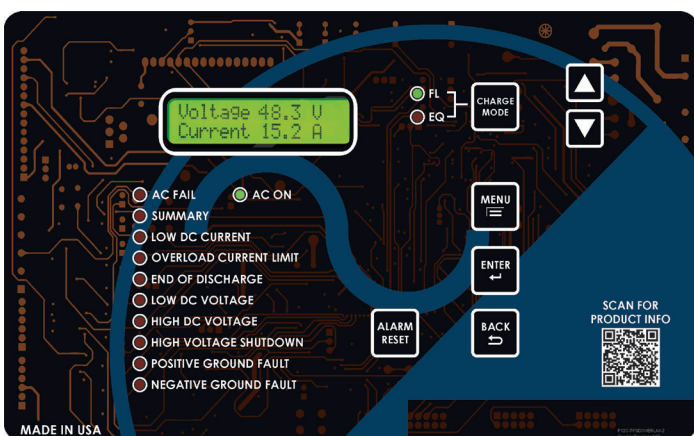 Voltage 48.3 V
Current 15.2 A
FL
EQ
CHARGE
MODE
AC FAIL
AC ON
SUMMARY
LOW DC CURRENT
OVERLOAD CURRENT LIMIT
END OF DISCHARGE
LOW DC VOLTAGE
HIGH DC VOLTAGE
HIGH VOLTAGE SHUTDOWN
POSITIVE GROUND FAULT
NEGATIVE GROUND FAULT
MENU
ENTER
ALARM
RESET
BACK
SCAN FOR
PRODUCT INFO
MADE IN USA